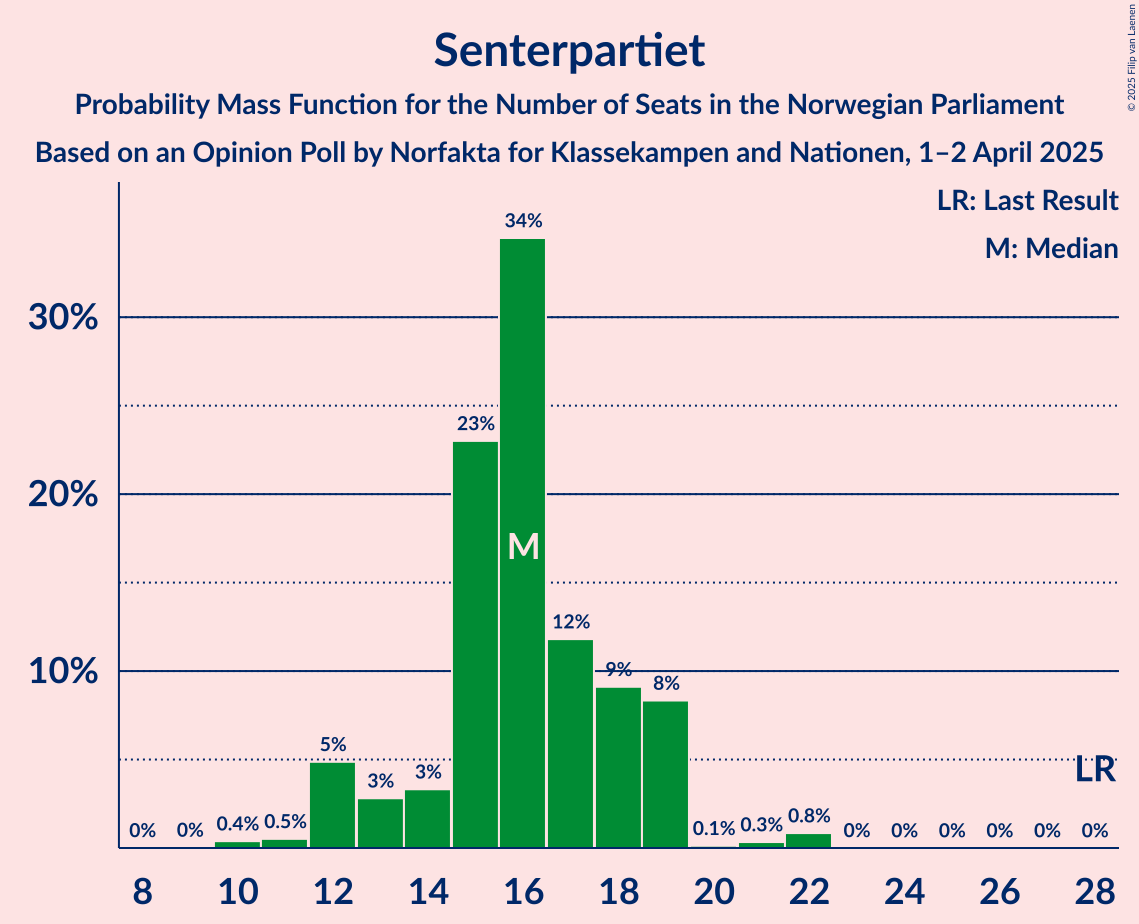 Senterpartiet
Probability Mass Function for the Number of Seats in the Norwegian Parliament
Based on an Opinion Poll by Norfakta for Klassekampen and Nationen, 1–2 April 2025
© 2025 Filip van Laenen
LR: Last Result
M: Median
30%
20%
10%
0%
0%
0.4%
0.5%
5%
3%
3%
23%
34%
12%
9%
8%
0.1%
0.3%
0.8%
0%
0%
0%
0%
0%
0%
M
LR
8 10 12 14 16 18 20 22 24 26 28